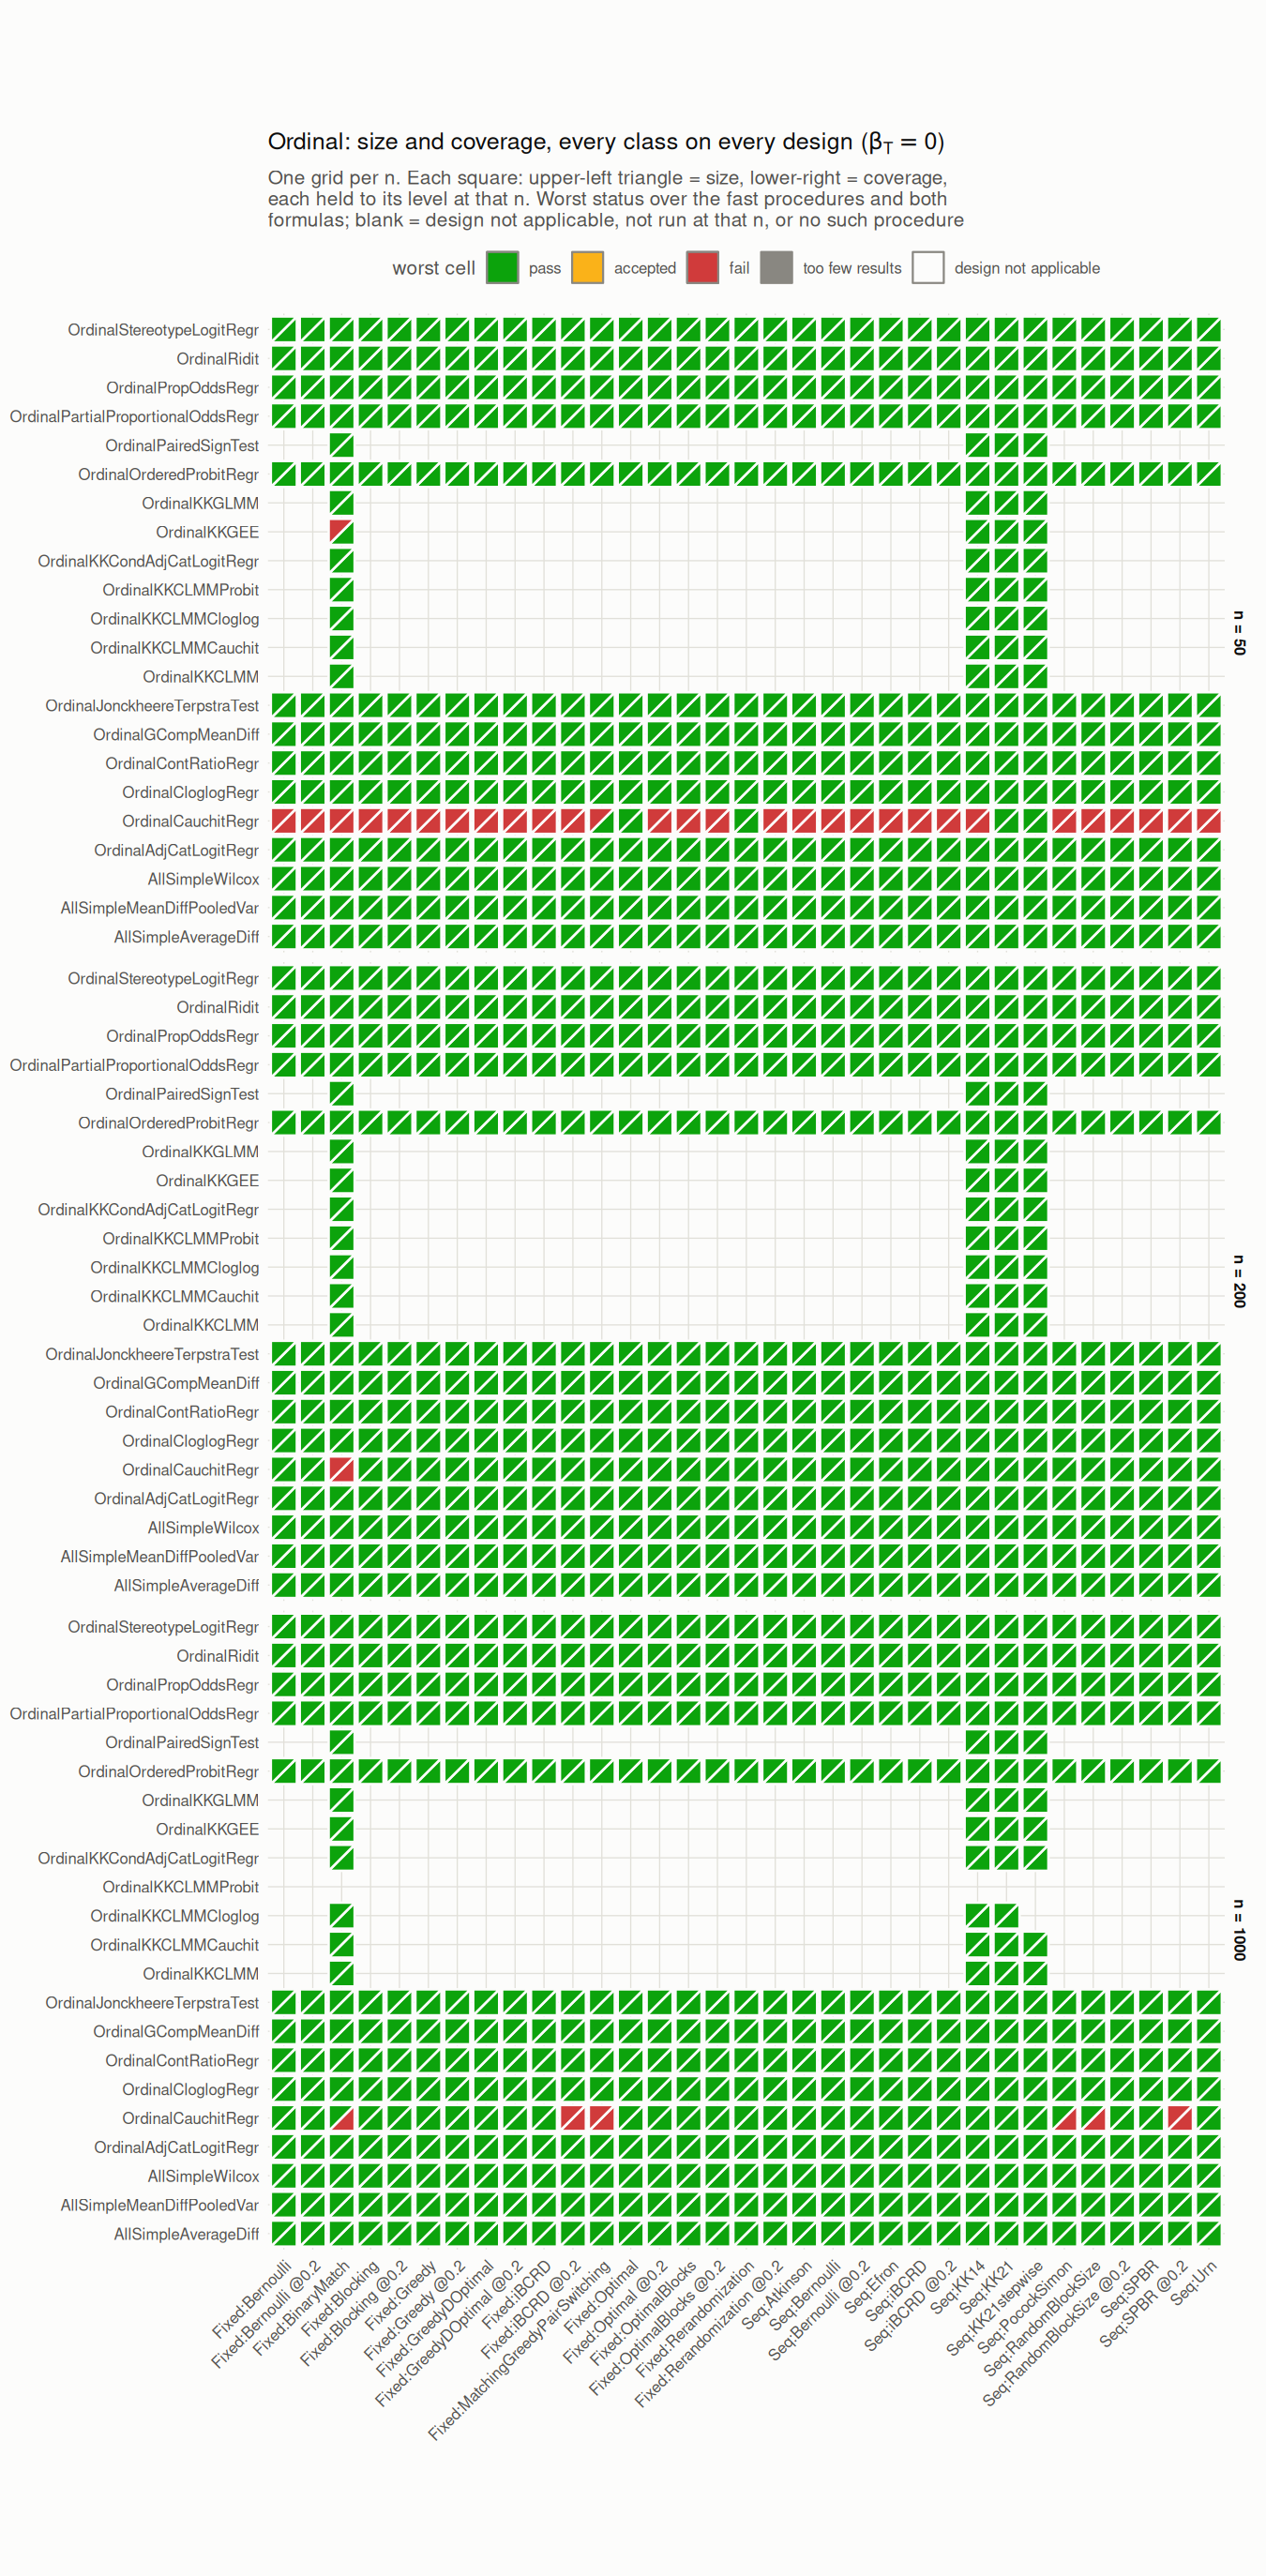 Ordinal: size and coverage, every class on every design (βT = 0)
One grid per n. Each square: upper-left triangle = size, lower-right = coverage,
each held to its level at that n. Worst status over the fast procedures and both
formulas; blank = design not applicable, not run at that n, or no such procedure
worst cell pass accepted fail too few results design not applicable
OrdinalStereotypeLogitRegr
OrdinalRidit
OrdinalPropOddsRegr
OrdinalPartialProportionalOddsRegr
OrdinalPairedSignTest
OrdinalOrderedProbitRegr
OrdinalKKGLMM
OrdinalKKGEE
OrdinalKKCondAdjCatLogitRegr
OrdinalKKCLMMProbit
OrdinalKKCLMMCloglog
OrdinalKKCLMMCauchit
OrdinalKKCLMM
OrdinalJonckheereTerpstraTest
OrdinalGCompMeanDiff
OrdinalContRatioRegr
OrdinalCloglogRegr
OrdinalCauchitRegr
OrdinalAdjCatLogitRegr
AllSimpleWilcox
AllSimpleMeanDiffPooledVar
AllSimpleAverageDiff
n = 50
OrdinalStereotypeLogitRegr
OrdinalRidit
OrdinalPropOddsRegr
OrdinalPartialProportionalOddsRegr
OrdinalPairedSignTest
OrdinalOrderedProbitRegr
OrdinalKKGLMM
OrdinalKKGEE
OrdinalKKCondAdjCatLogitRegr
OrdinalKKCLMMProbit
OrdinalKKCLMMCloglog
OrdinalKKCLMMCauchit
OrdinalKKCLMM
OrdinalJonckheereTerpstraTest
OrdinalGCompMeanDiff
OrdinalContRatioRegr
OrdinalCloglogRegr
OrdinalCauchitRegr
OrdinalAdjCatLogitRegr
AllSimpleWilcox
AllSimpleMeanDiffPooledVar
AllSimpleAverageDiff
n = 200
OrdinalStereotypeLogitRegr
OrdinalRidit
OrdinalPropOddsRegr
OrdinalPartialProportionalOddsRegr
OrdinalPairedSignTest
OrdinalOrderedProbitRegr
OrdinalKKGLMM
OrdinalKKGEE
OrdinalKKCondAdjCatLogitRegr
OrdinalKKCLMMProbit
OrdinalKKCLMMCloglog
OrdinalKKCLMMCauchit
OrdinalKKCLMM
OrdinalJonckheereTerpstraTest
OrdinalGCompMeanDiff
OrdinalContRatioRegr
OrdinalCloglogRegr
OrdinalCauchitRegr
OrdinalAdjCatLogitRegr
AllSimpleWilcox
AllSimpleMeanDiffPooledVar
AllSimpleAverageDiff
n = 1000
Fixed:Bernoulli
Fixed:Bernoulli @0.2
Fixed:BinaryMatch
Fixed:Blocking
Fixed:Blocking @0.2
Fixed:Greedy
Fixed:Greedy @0.2
Fixed:GreedyDOptimal
Fixed:GreedyDOptimal @0.2
Fixed:iBCRD
Fixed:iBCRD @0.2
Fixed:MatchingGreedyPairSwitching
Fixed:Optimal
Fixed:Optimal @0.2
Fixed:OptimalBlocks
Fixed:OptimalBlocks @0.2
Fixed:Rerandomization
Fixed:Rerandomization @0.2
Seq:Atkinson
Seq:Bernoulli
Seq:Bernoulli @0.2
Seq:Efron
Seq:iBCRD
Seq:iBCRD @0.2
Seq:KK14
Seq:KK21
Seq:KK21stepwise
Seq:PocockSimon
Seq:RandomBlockSize
Seq:RandomBlockSize @0.2
Seq:SPBR
Seq:SPBR @0.2
Seq:Urn